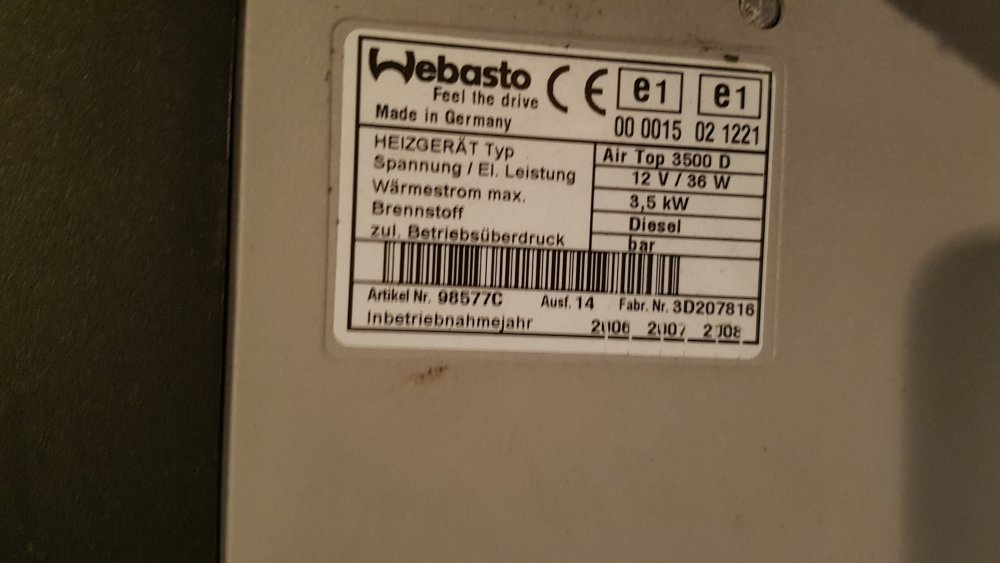 Webasto
Feel the drive
Made in Germany
CE e1 e1
00 0015 02 1221
HEIZGERÄT Typ Air Top 3500 D
Spannung / El. Leistung 12 V / 36 W
Wärmestrom max. 3,5 kW
Brennstoff Diesel
zul. Betriebsüberdruck bar
Artikel Nr. 98577C Ausf. 14 Fabr. Nr. 3D207816
Inbetriebnahmejahr 2006 2007 2008